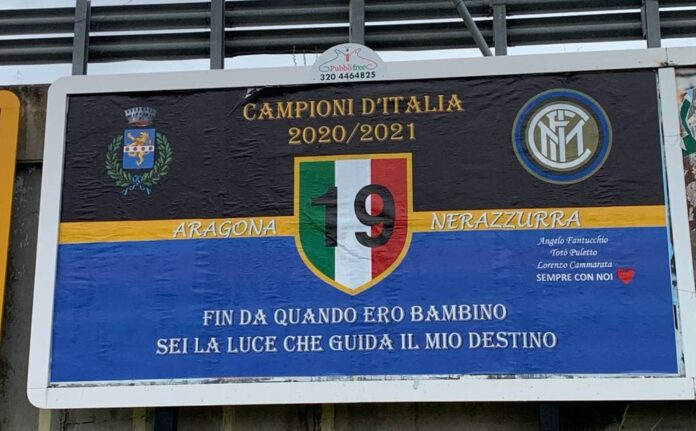 Pubblifree
320 4464825
CAMPIONI D'ITALIA
2020/2021
19
ARAGONA NERAZZURRA
Angelo Fantucchio
Totò Puletto
Lorenzo Cammarata
SEMPRE CON NOI
FIN DA QUANDO ERO BAMBINO
SEI LA LUCE CHE GUIDA IL MIO DESTINO